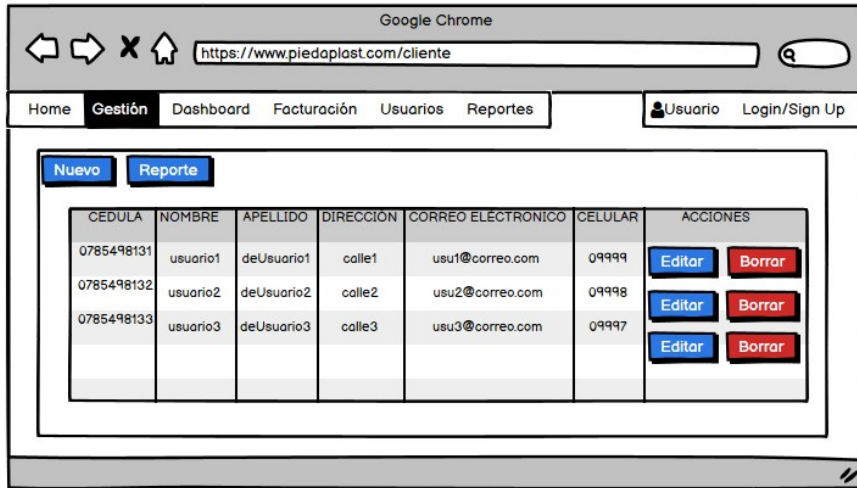 Google Chrome
https://www.piedaplast.com/cliente
Home Gestión Dashboard Facturación Usuarios Reportes Usuario Login/Sign Up
Nuevo Reporte
CEDULA NOMBRE APELLIDO DIRECCIÓN CORREO ELÉCTRONICO CELULAR ACCIONES
0785498131 usuario1 deUsuario1 calle1 usu1@correo.com 09999 Editar Borrar
0785498132 usuario2 deUsuario2 calle2 usu2@correo.com 09998 Editar Borrar
0785498133 usuario3 deUsuario3 calle3 usu3@correo.com 09997 Editar Borrar